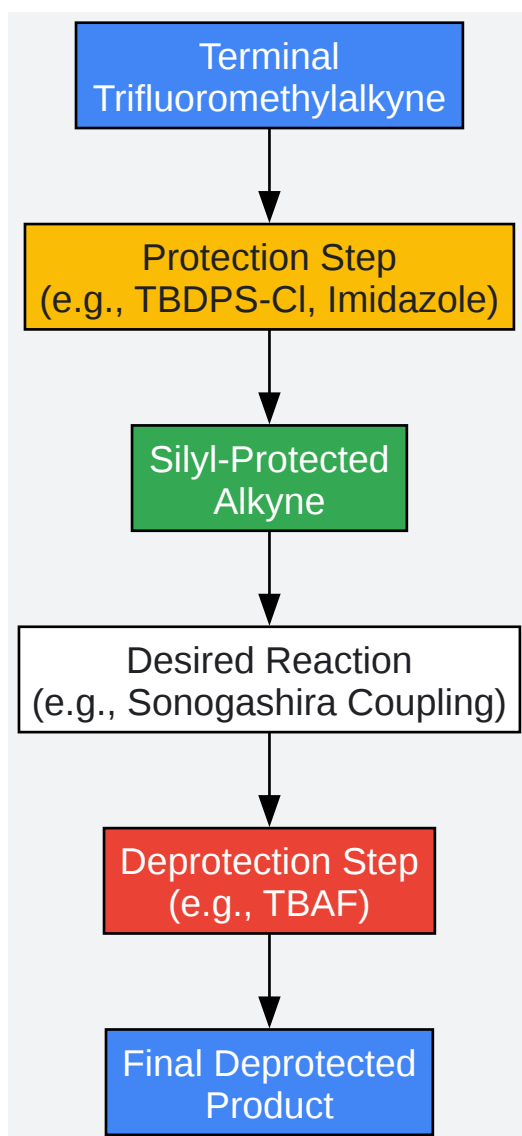 Terminal
Trifluoromethylalkyne
Protection Step
(e.g., TBDPS-Cl, Imidazole)
Silyl-Protected
Alkyne
Desired Reaction
(e.g., Sonogashira Coupling)
Deprotection Step
(e.g., TBAF)
Final Deprotected
Product